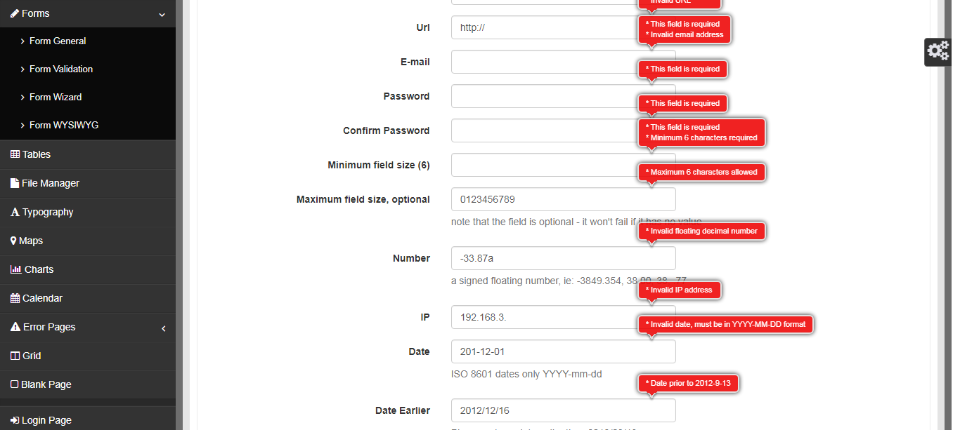 Forms
Form General
Form Validation
Form Wizard
Form WYSIWYG
Tables
File Manager
Typography
Maps
Charts
Calendar
Error Pages
Grid
Blank Page
Login Page
* Invalid URL
Url
http://
* This field is required
* Invalid email address
E-mail
* This field is required
Password
* This field is required
Confirm Password
* This field is required
* Minimum 6 characters required
Minimum field size (6)
* Maximum 6 characters allowed
Maximum field size, optional
0123456789
note that the field is optional - it won't fail if it has no value
* Invalid floating decimal number
Number
-33.87a
a signed floating number, ie: -3849.354, 38.00, 38, .77
* Invalid IP address
IP
192.168.3.
* Invalid date, must be in YYYY-MM-DD format
Date
201-12-01
ISO 8601 dates only YYYY-mm-dd
* Date prior to 2012-9-13
Date Earlier
2012/12/16